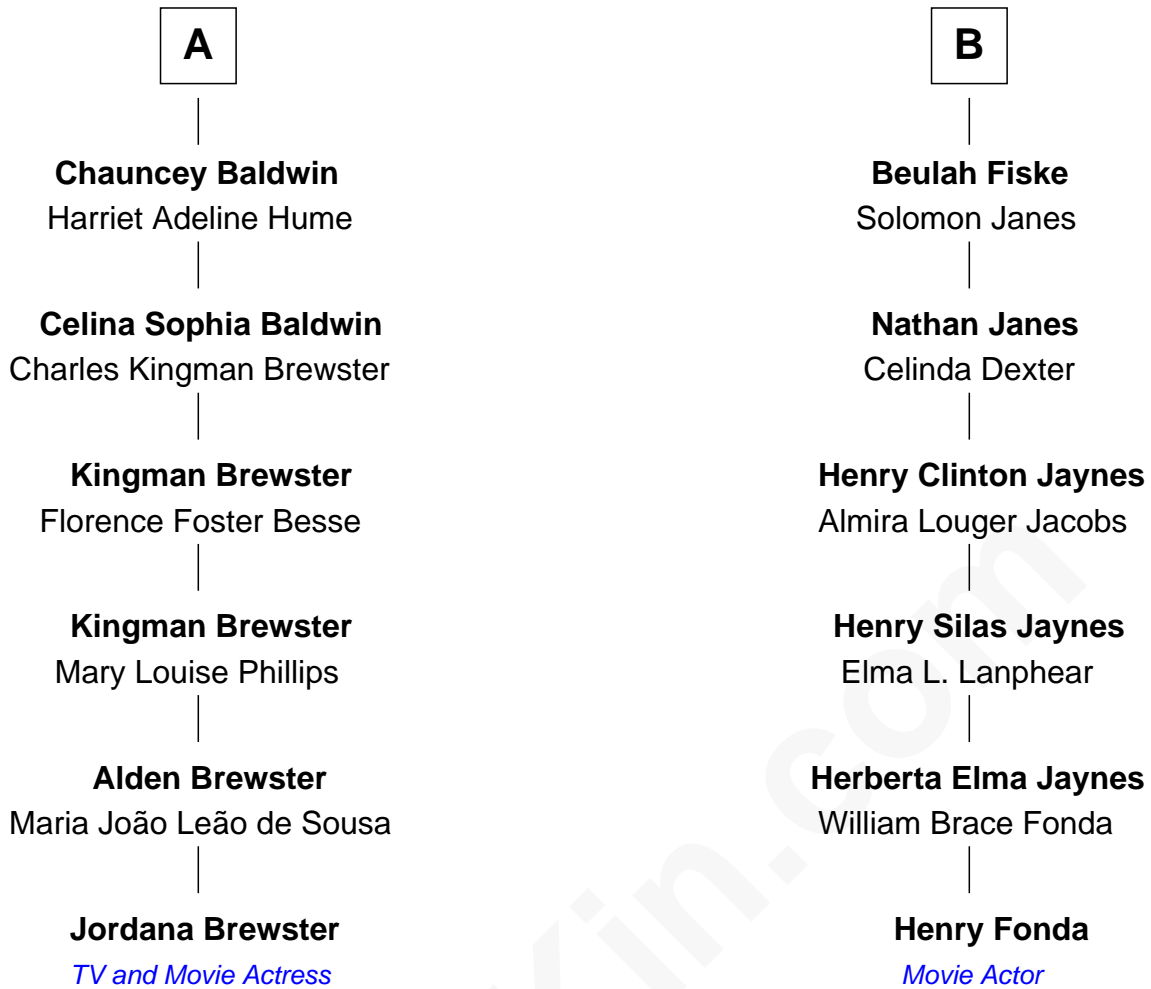 A
Chauncey Baldwin
Harriet Adeline Hume
Celina Sophia Baldwin
Charles Kingman Brewster
Kingman Brewster
Florence Foster Besse
Kingman Brewster
Mary Louise Phillips
Alden Brewster
Maria João Leão de Sousa
Jordana Brewster
TV and Movie Actress
B
Beulah Fiske
Solomon Janes
Nathan Janes
Celinda Dexter
Henry Clinton Jaynes
Almira Louger Jacobs
Henry Silas Jaynes
Elma L. Lanphear
Herberta Elma Jaynes
William Brace Fonda
Henry Fonda
Movie Actor
Kin.com